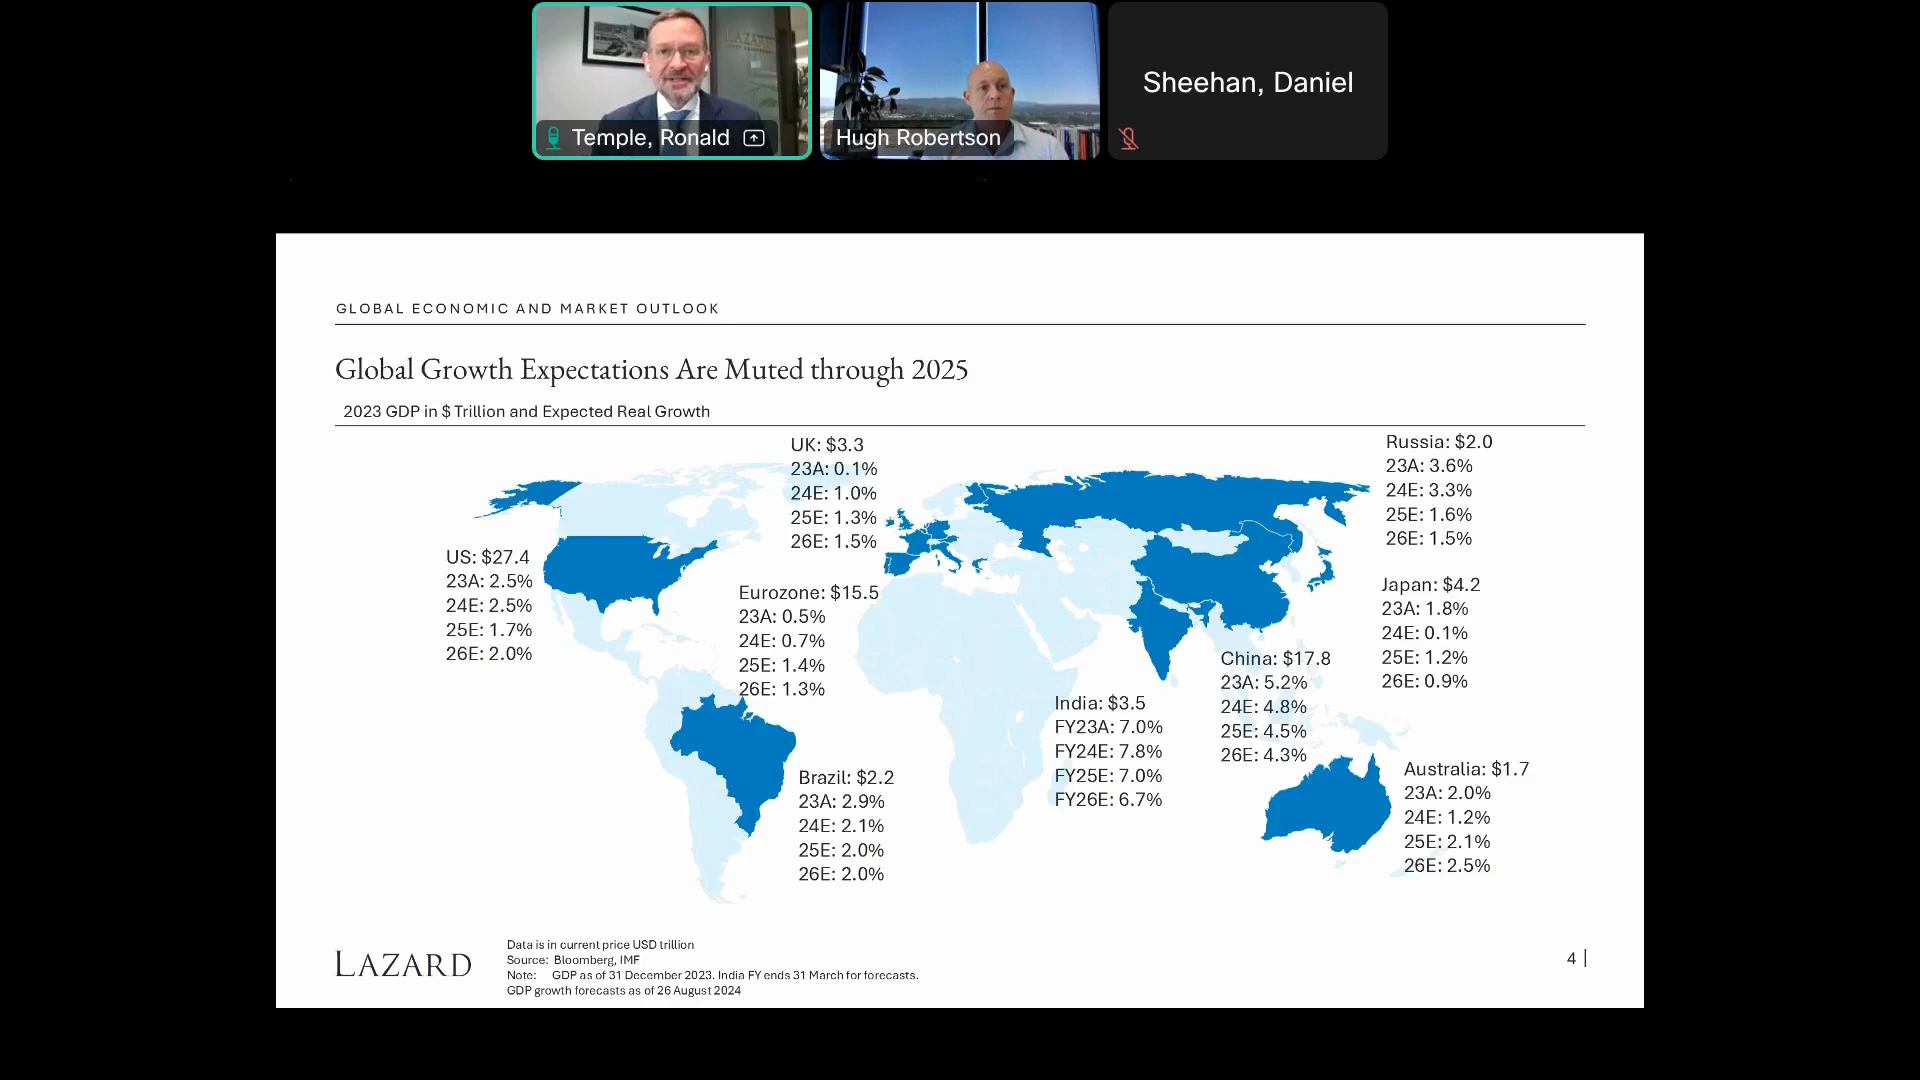 Temple, Ronald
Hugh Robertson
Sheehan, Daniel
GLOBAL ECONOMIC AND MARKET OUTLOOK
Global Growth Expectations Are Muted through 2025
2023 GDP in $ Trillion and Expected Real Growth
US: $27.4
23A: 2.5%
24E: 2.5%
25E: 1.7%
26E: 2.0%
UK: $3.3
23A: 0.1%
24E: 1.0%
25E: 1.3%
26E: 1.5%
Eurozone: $15.5
23A: 0.5%
24E: 0.7%
25E: 1.4%
26E: 1.3%
Brazil: $2.2
23A: 2.9%
24E: 2.1%
25E: 2.0%
26E: 2.0%
India: $3.5
FY23A: 7.0%
FY24E: 7.8%
FY25E: 7.0%
FY26E: 6.7%
China: $17.8
23A: 5.2%
24E: 4.8%
25E: 4.5%
26E: 4.3%
Russia: $2.0
23A: 3.6%
24E: 3.3%
25E: 1.6%
26E: 1.5%
Japan: $4.2
23A: 1.8%
24E: 0.1%
25E: 1.2%
26E: 0.9%
Australia: $1.7
23A: 2.0%
24E: 1.2%
25E: 2.1%
26E: 2.5%
LAZARD
Data is in current price USD trillion
Source: Bloomberg, IMF
Note: GDP as of 31 December 2023. India FY ends 31 March for forecasts.
GDP growth forecasts as of 26 August 2024
4 |